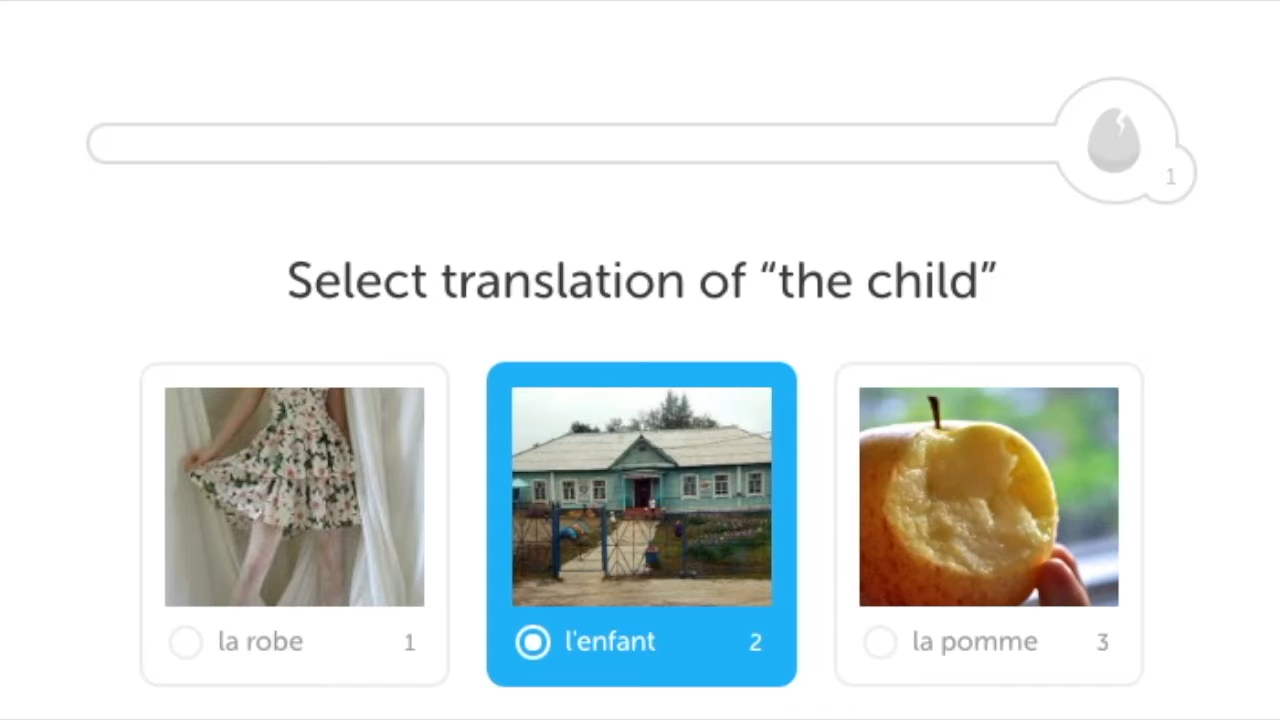 1
Select translation of “the child”
la robe 1
l'enfant 2
la pomme 3